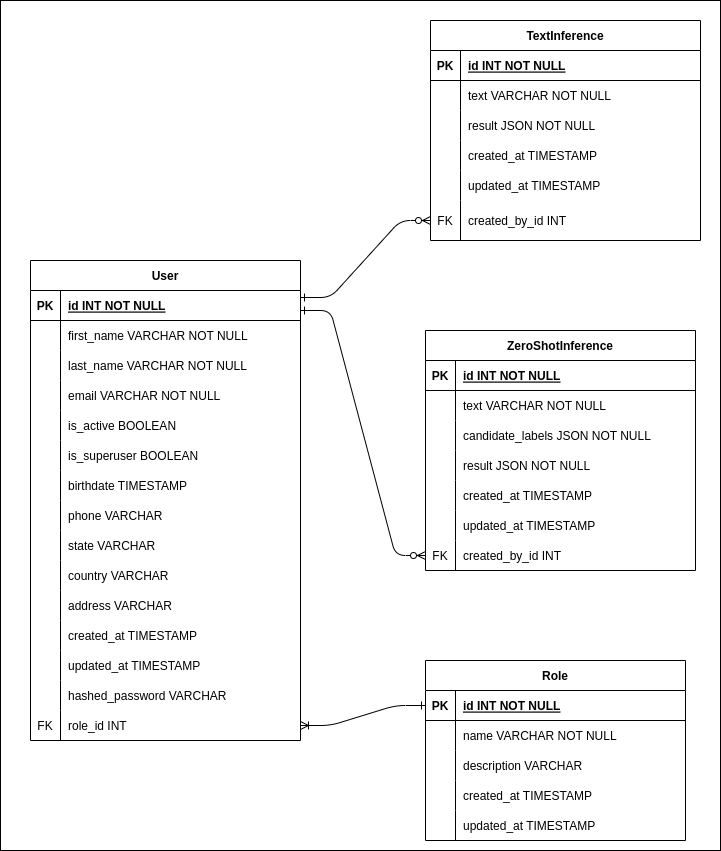 TextInference
PK id INT NOT NULL
text VARCHAR NOT NULL
result JSON NOT NULL
created_at TIMESTAMP
updated_at TIMESTAMP
FK created_by_id INT
User
PK id INT NOT NULL
first_name VARCHAR NOT NULL
last_name VARCHAR NOT NULL
email VARCHAR NOT NULL
is_active BOOLEAN
is_superuser BOOLEAN
birthdate TIMESTAMP
phone VARCHAR
state VARCHAR
country VARCHAR
address VARCHAR
created_at TIMESTAMP
updated_at TIMESTAMP
hashed_password VARCHAR
FK role_id INT
ZeroShotInference
PK id INT NOT NULL
text VARCHAR NOT NULL
candidate_labels JSON NOT NULL
result JSON NOT NULL
created_at TIMESTAMP
updated_at TIMESTAMP
FK created_by_id INT
Role
PK id INT NOT NULL
name VARCHAR NOT NULL
description VARCHAR
created_at TIMESTAMP
updated_at TIMESTAMP